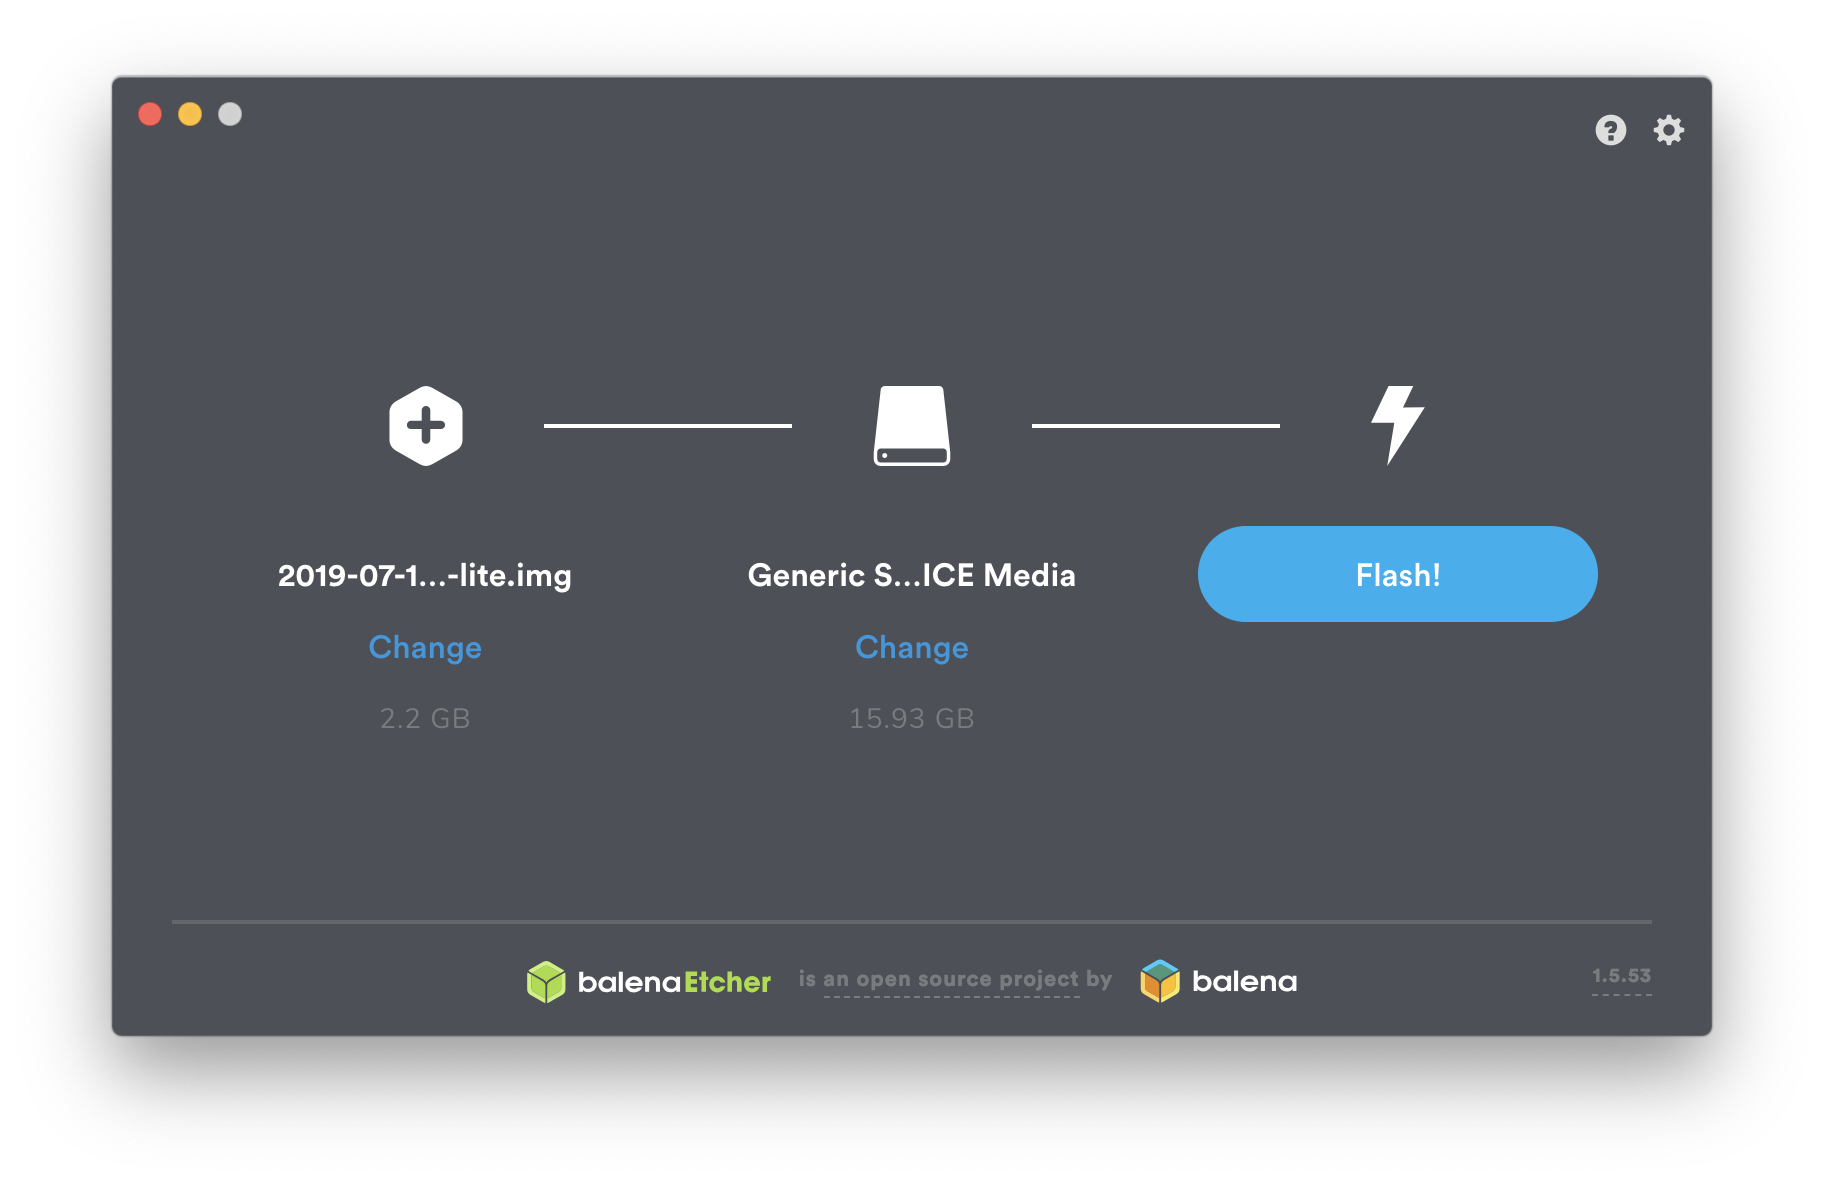 2019-07-1...-lite.img
Generic S...ICE Media
Flash!
Change
Change
2.2 GB
15.93 GB
balenaEtcher is an open source project by balena
1.5.53